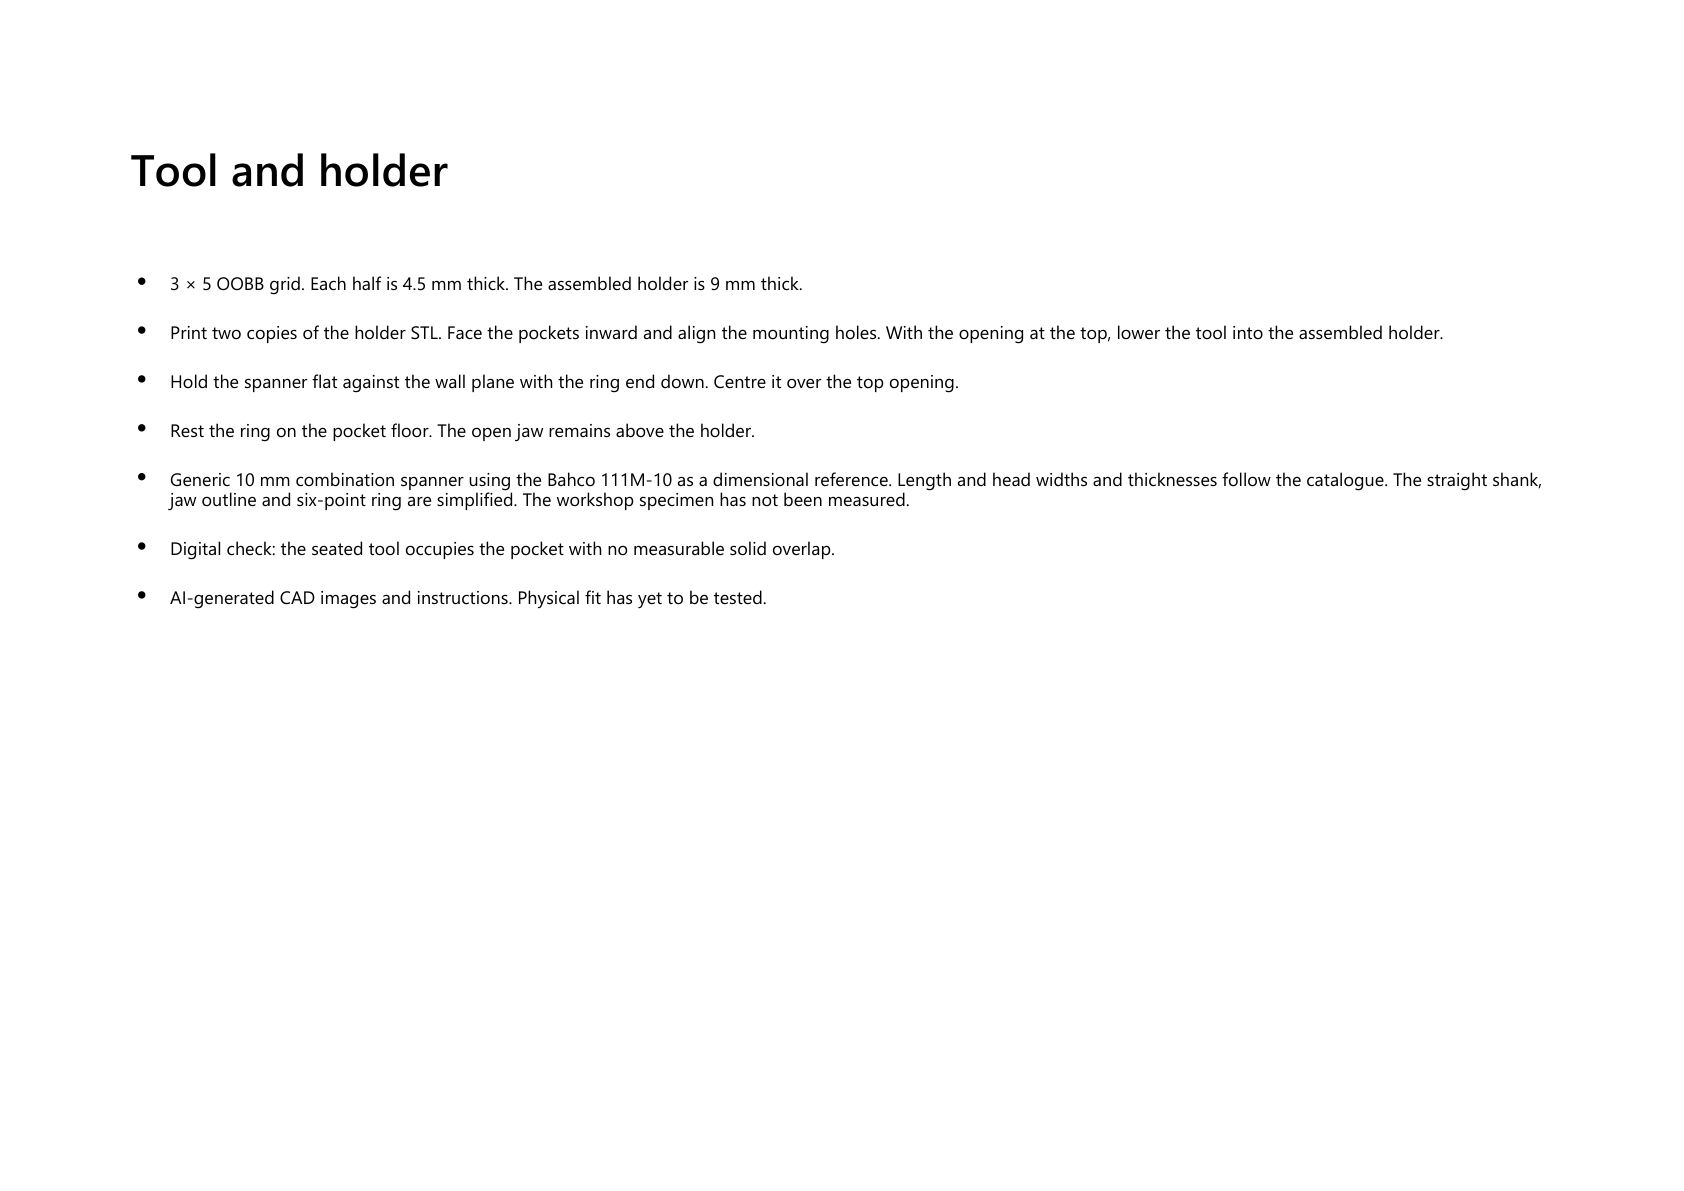 Tool and holder
• 3 × 5 OOBB grid. Each half is 4.5 mm thick. The assembled holder is 9 mm thick.
• Print two copies of the holder STL. Face the pockets inward and align the mounting holes. With the opening at the top, lower the tool into the assembled holder.
• Hold the spanner flat against the wall plane with the ring end down. Centre it over the top opening.
• Rest the ring on the pocket floor. The open jaw remains above the holder.
• Generic 10 mm combination spanner using the Bahco 111M-10 as a dimensional reference. Length and head widths and thicknesses follow the catalogue. The straight shank,
jaw outline and six-point ring are simplified. The workshop specimen has not been measured.
• Digital check: the seated tool occupies the pocket with no measurable solid overlap.
• AI-generated CAD images and instructions. Physical fit has yet to be tested.